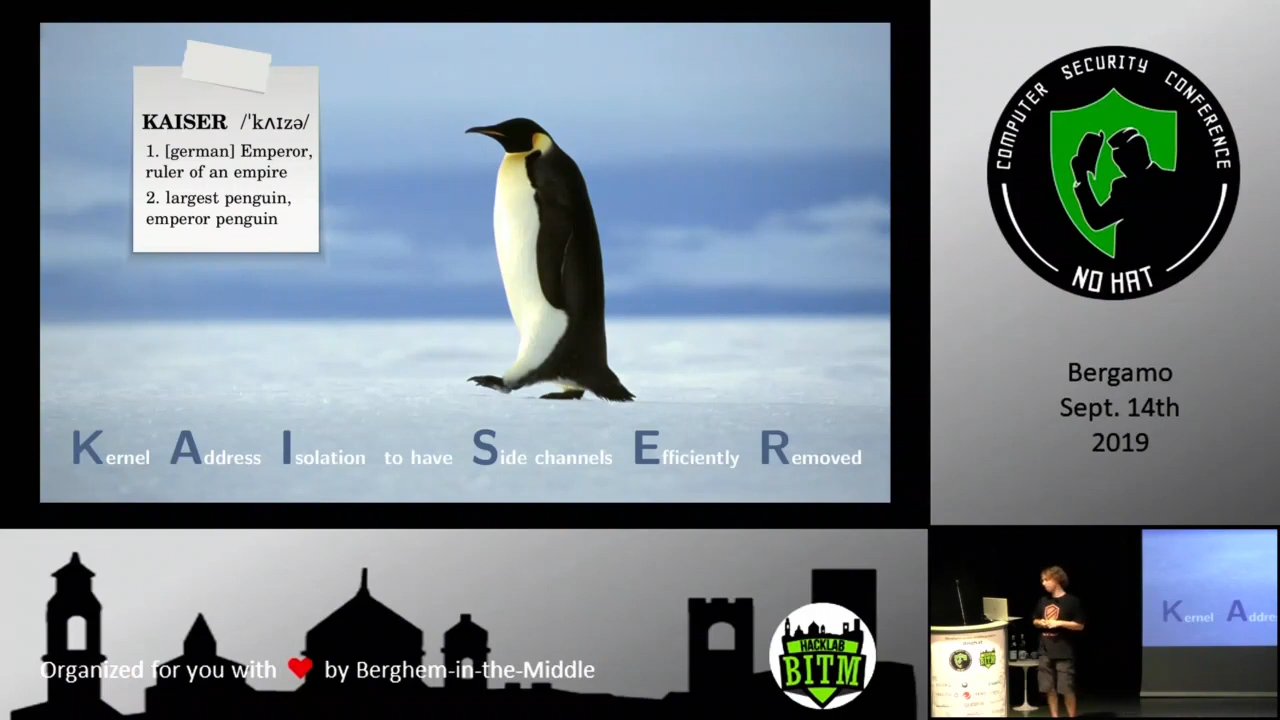 KAISER /ˈkʌɪzə/
1. [german] Emperor,
ruler of an empire
2. largest penguin,
emperor penguin
Kernel Address Isolation to have Side channels Efficiently Removed
COMPUTER SECURITY CONFERENCE
NO HAT
Bergamo
Sept. 14th
2019
Organized for you with ❤ by Berghem-in-the-Middle
HACKLAB
BITM
Kernel Addre